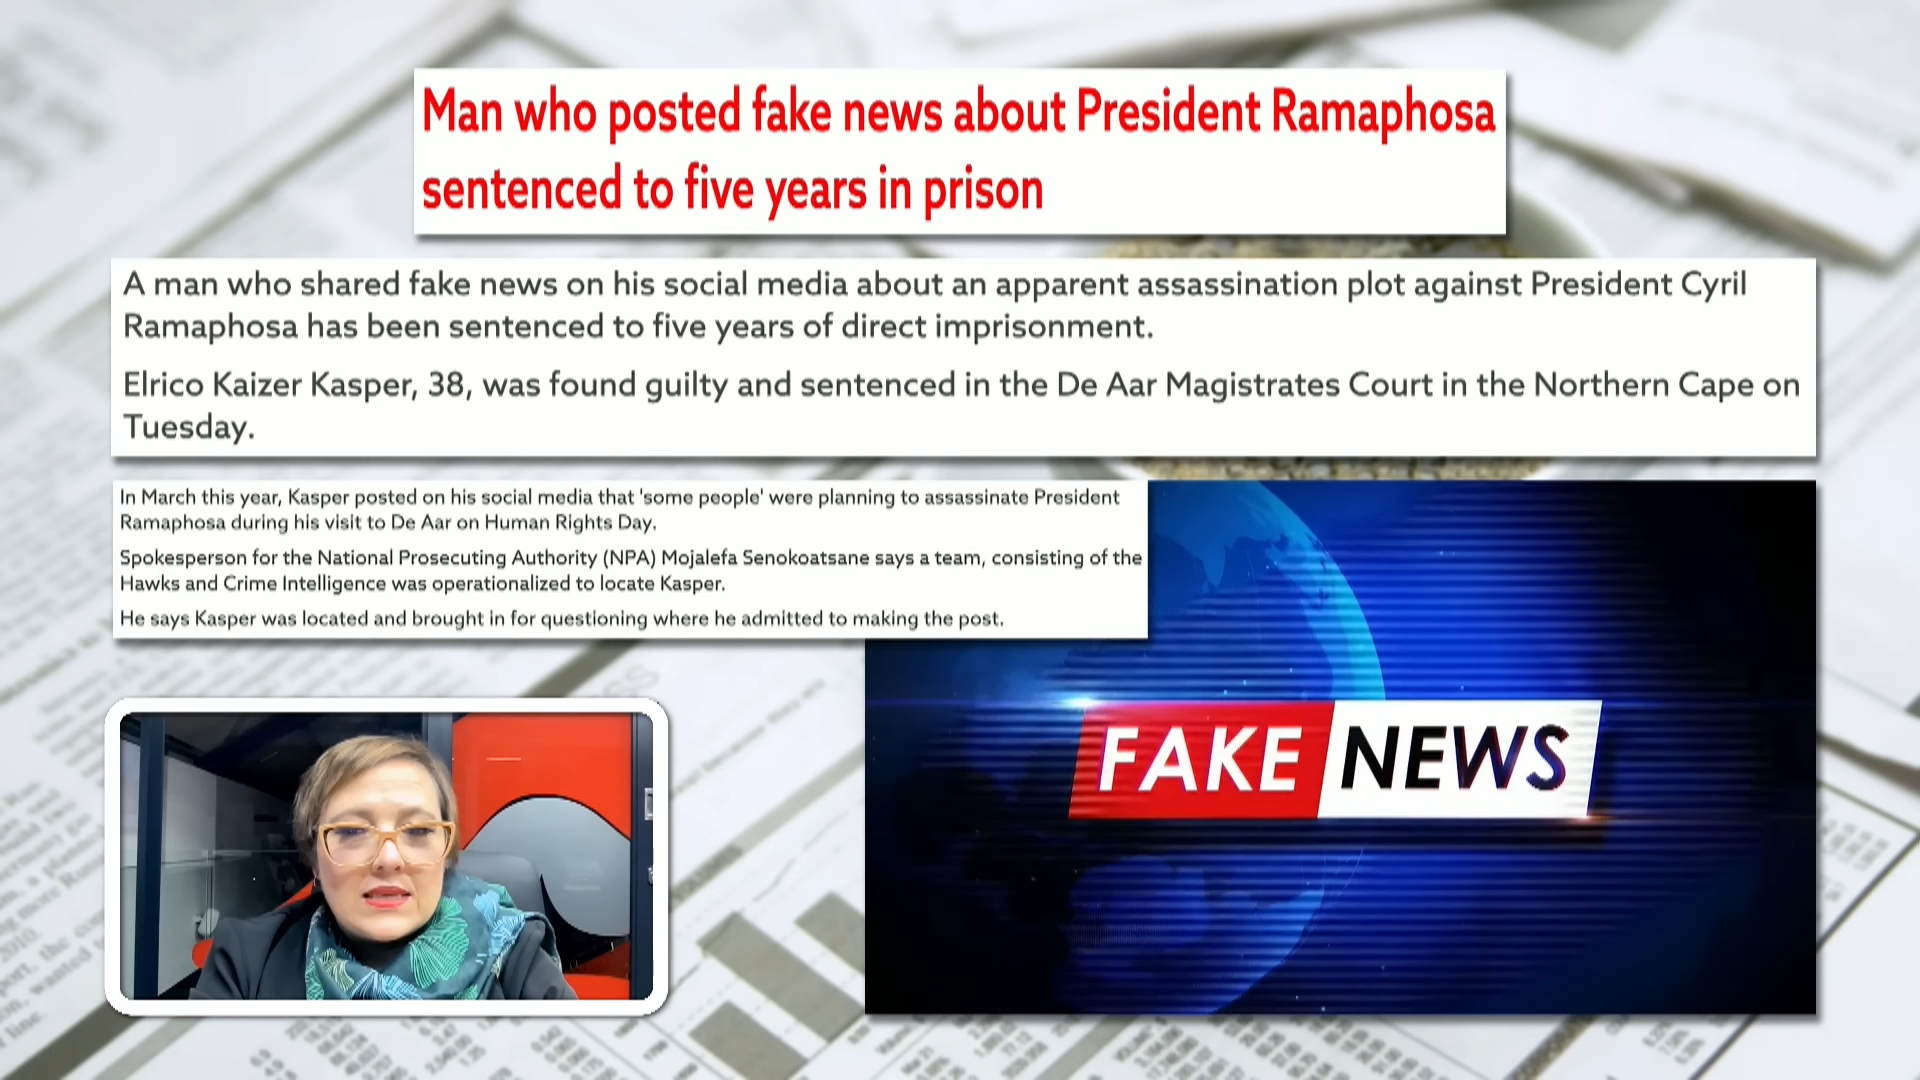 Man who posted fake news about President Ramaphosa
sentenced to five years in prison
A man who shared fake news on his social media about an apparent assassination plot against President Cyril
Ramaphosa has been sentenced to five years of direct imprisonment.
Elrico Kaizer Kasper, 38, was found guilty and sentenced in the De Aar Magistrates Court in the Northern Cape on
Tuesday.
In March this year, Kasper posted on his social media that 'some people' were planning to assassinate President
Ramaphosa during his visit to De Aar on Human Rights Day.
Spokesperson for the National Prosecuting Authority (NPA) Mojalefa Senokoatsane says a team, consisting of the
Hawks and Crime Intelligence was operationalized to locate Kasper.
He says Kasper was located and brought in for questioning where he admitted to making the post.
FAKE NEWS